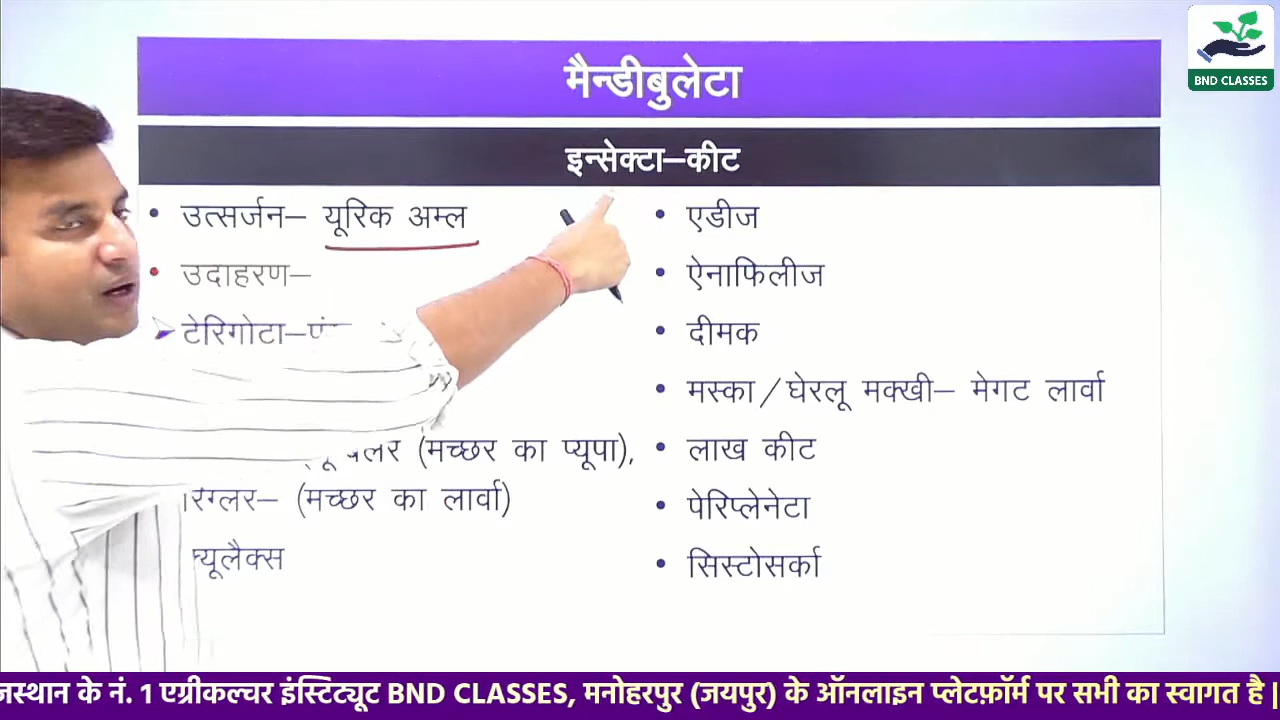 BND CLASSES
मैन्डीबुलेटा
इन्सेक्टा–कीट
• उत्सर्जन– यूरिक अम्ल
• उदाहरण–
➢ टेरिगोटा–
(मच्छर का प्यूपा),
(मच्छर का लार्वा)
• एडीज
• ऐनाफिलीज
• दीमक
• मस्का/घेरलू मक्खी– मेगट लार्वा
• लाख कीट
• पेरिप्लेनेटा
• सिस्टोसर्का
के नं. 1 एग्रीकल्चर इंस्टिट्यूट BND CLASSES, मनोहरपुर (जयपुर) के ऑनलाइन प्लेटफ़ॉर्म पर सभी का स्वागत है |